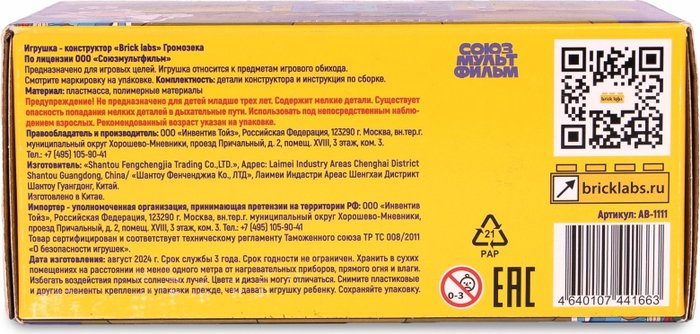 Игрушка - конструктор «Brick labs» Громозека
По лицензии ООО «Союзмультфильм»
Предназначено для игровых целей. Игрушка относится к предметам игрового обихода.
Смотрите маркировку на упаковке. Комплектность: детали конструктора и инструкция по сборке.
Материал: пластмасса, полимерные материалы
Предупреждение! Не предназначено для детей младше трех лет. Содержит мелкие детали. Существует
опасность попадания мелких деталей в дыхательные пути. Использовать под непосредственным наблю-
дением взрослых. Рекомендованный возраст указан на упаковке.
Правообладатель и производитель: ООО «Инвентив Тойз», Российская Федерация, 123290 г. Москва, вн.тер.г.
муниципальный округ Хорошево-Мневники, проезд Причальный, д. 2, помещ. XVIII, 3 этаж, ком. 3.
Тел.: +7 (495) 105-90-41
Изготовитель: «Shantou Fengchenjia Trading Co.,LTD.», Адрес: Laimei Industry Areas Chenghai District
Shantou Guangdong, China/ «Шантоу Фенченджиа Ко, ЛТД», Лаимеи Индастри Ареас Шенгхаи Дистрикт
Шантоу Гуангдонг, Китай.
Изготовлено в Китае.
Импортер - уполномоченная организация, принимающая претензии на территории РФ: ООО «Инвентив
Тойз», Российская Федерация, 123290 г. Москва, вн.тер.г. муниципальный округ Хорошево-Мневники,
проезд Причальный, д. 2, помещ. XVIII, 3 этаж, ком. 3. Тел.: +7 (495) 105-90-41
Товар сертифицирован и соответствует техническому регламенту Таможенного союза ТР ТС 008/2011
«О безопасности игрушек».
Дата изготовления: август 2024 г. Срок службы 3 года. Срок годности не ограничен. Хранить в сухих
помещениях на расстоянии не менее одного метра от нагревательных приборов, прямого огня и влаги.
Избегать воздействия прямых солнечных лучей. Цвета и дизайн могут отличаться. Снимите пластиковые
и другие элементы крепления и упаковки прежде, чем давать игрушку ребенку. Сохраняйте упаковку.
СОЮЗ
МУЛЬТ
ФИЛЬМ
brick labs
bricklabs.ru
Артикул: AB-1111
21
PAP
0-3
EAC
4 640107 441663